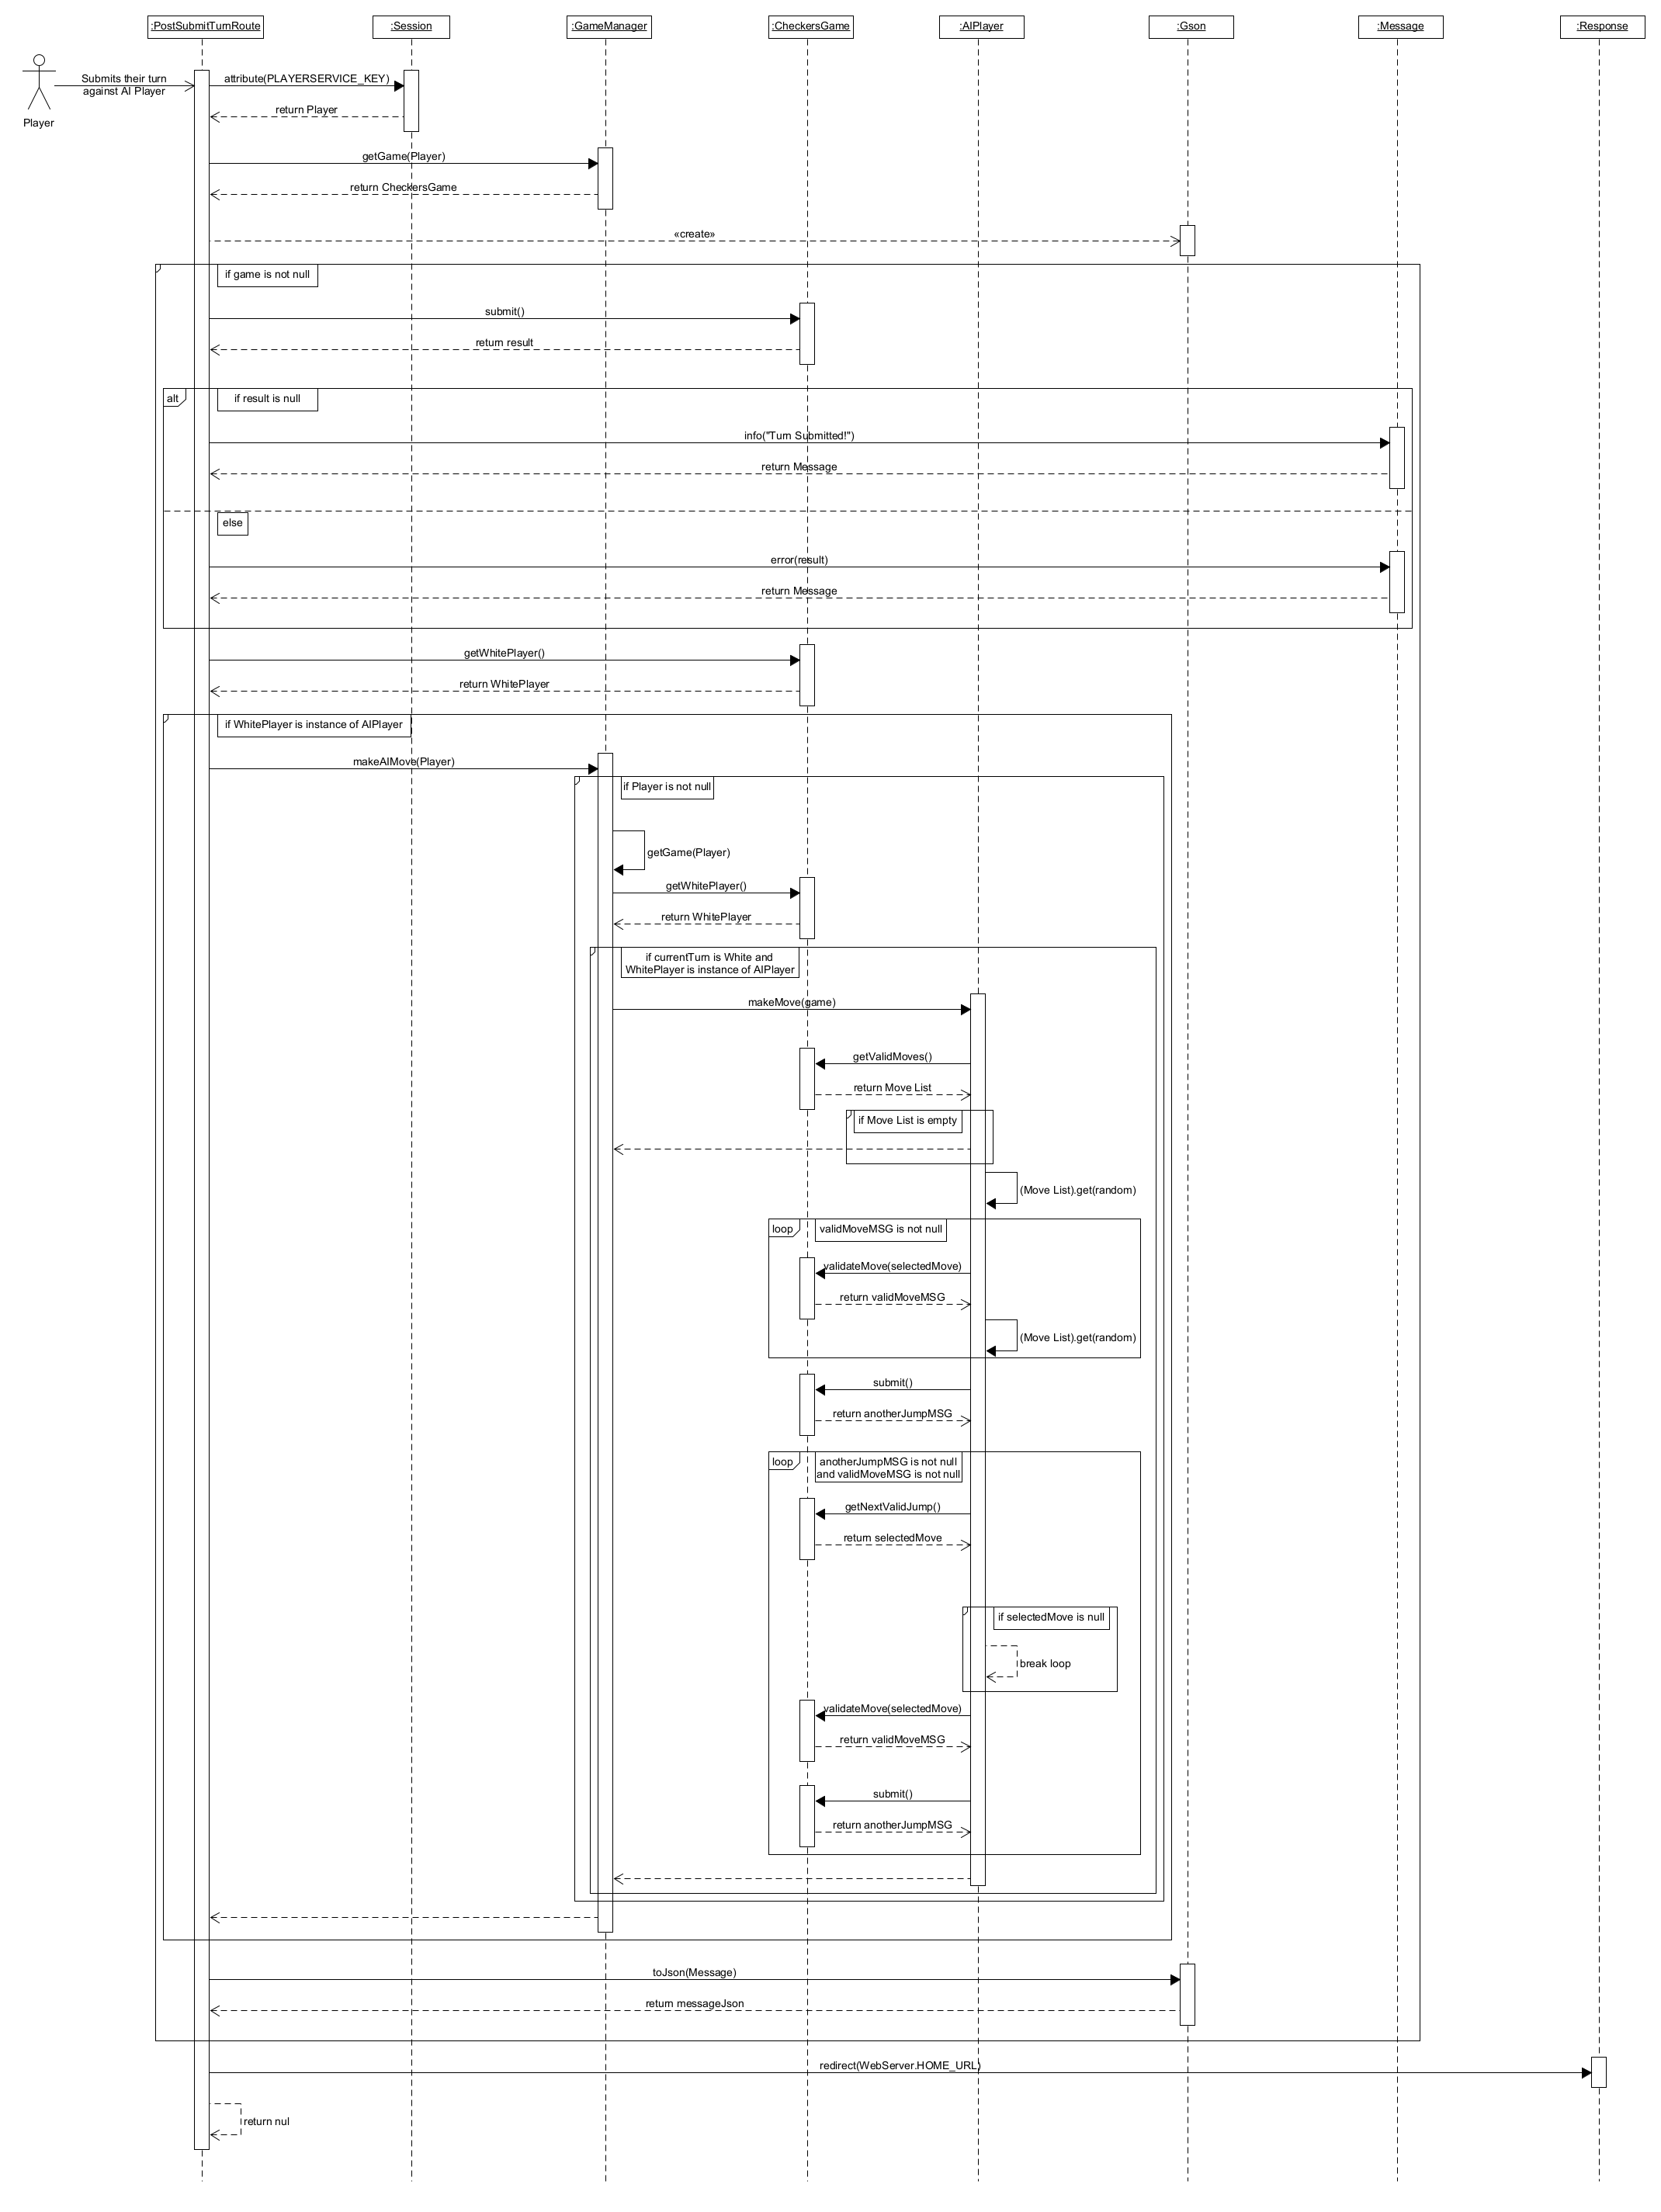 :PostSubmitTurnRoute
:Session
:GameManager
:CheckersGame
:AIPlayer
:Gson
:Message
:Response
Submits their turn
against AI Player
Player
attribute(PLAYERSERVICE_KEY)
return Player
getGame(Player)
return CheckersGame
«create»
if game is not null
submit()
return result
alt
if result is null
info("Turn Submitted!")
return Message
else
error(result)
return Message
getWhitePlayer()
return WhitePlayer
if WhitePlayer is instance of AIPlayer
makeAIMove(Player)
if Player is not null
getGame(Player)
getWhitePlayer()
return WhitePlayer
if currentTurn is White and
WhitePlayer is instance of AIPlayer
makeMove(game)
getValidMoves()
return Move List
if Move List is empty
(Move List).get(random)
loop
validMoveMSG is not null
validateMove(selectedMove)
return validMoveMSG
(Move List).get(random)
submit()
return anotherJumpMSG
loop
anotherJumpMSG is not null
and validMoveMSG is not null
getNextValidJump()
return selectedMove
if selectedMove is null
break loop
validateMove(selectedMove)
return validMoveMSG
submit()
return anotherJumpMSG
toJson(Message)
return messageJson
redirect(WebServer.HOME_URL)
return nul